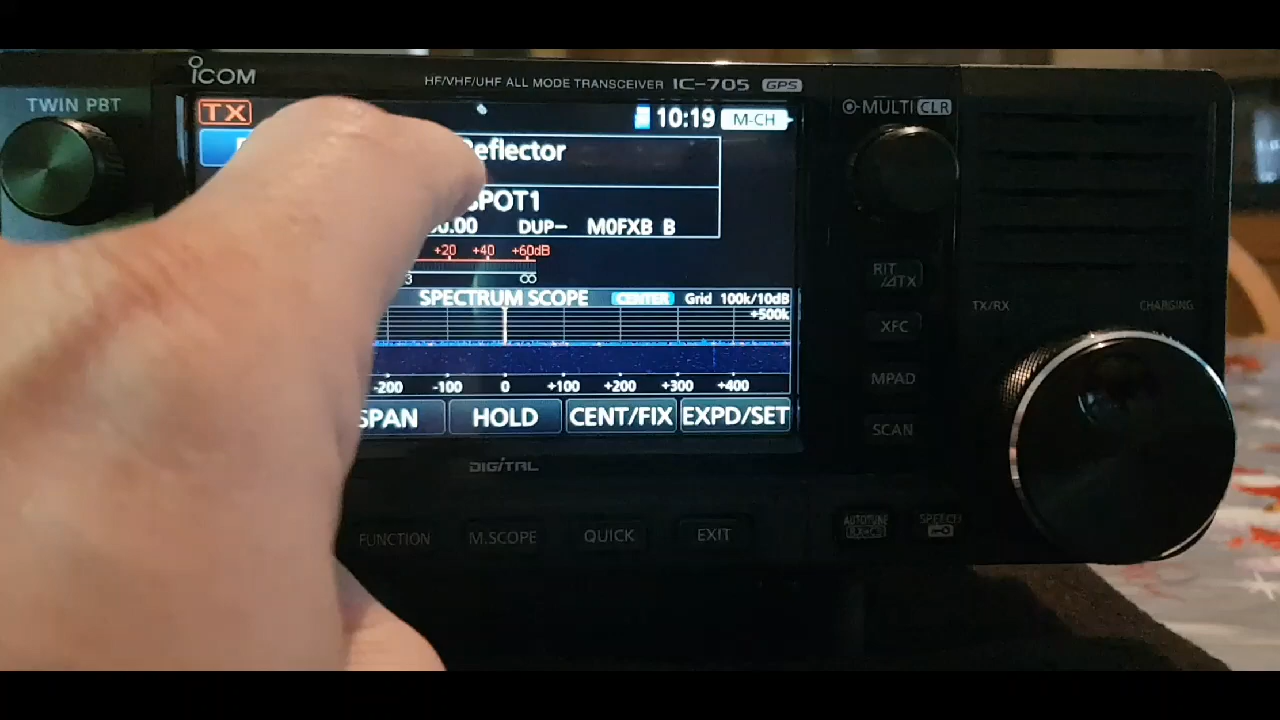 ICOM
HF/VHF/UHF ALL MODE TRANSCEIVER IC-705 GPS
TWIN PBT
MULTI CLR
TX
10:19 M-CH
eflector
SPOT1
0.00 DUP- M0FXB B
+20 +40 +60dB
3 ∞
SPECTRUM SCOPE CENTER Grid 100k/10dB
+500k
-200 -100 0 +100 +200 +300 +400
SPAN HOLD CENT/FIX EXPD/SET
RIT
/⊿TX
XFC
MPAD
SCAN
TX/RX CHARGING
DIGITAL
FUNCTION M.SCOPE QUICK EXIT
AUTOTUNE
SPEECH